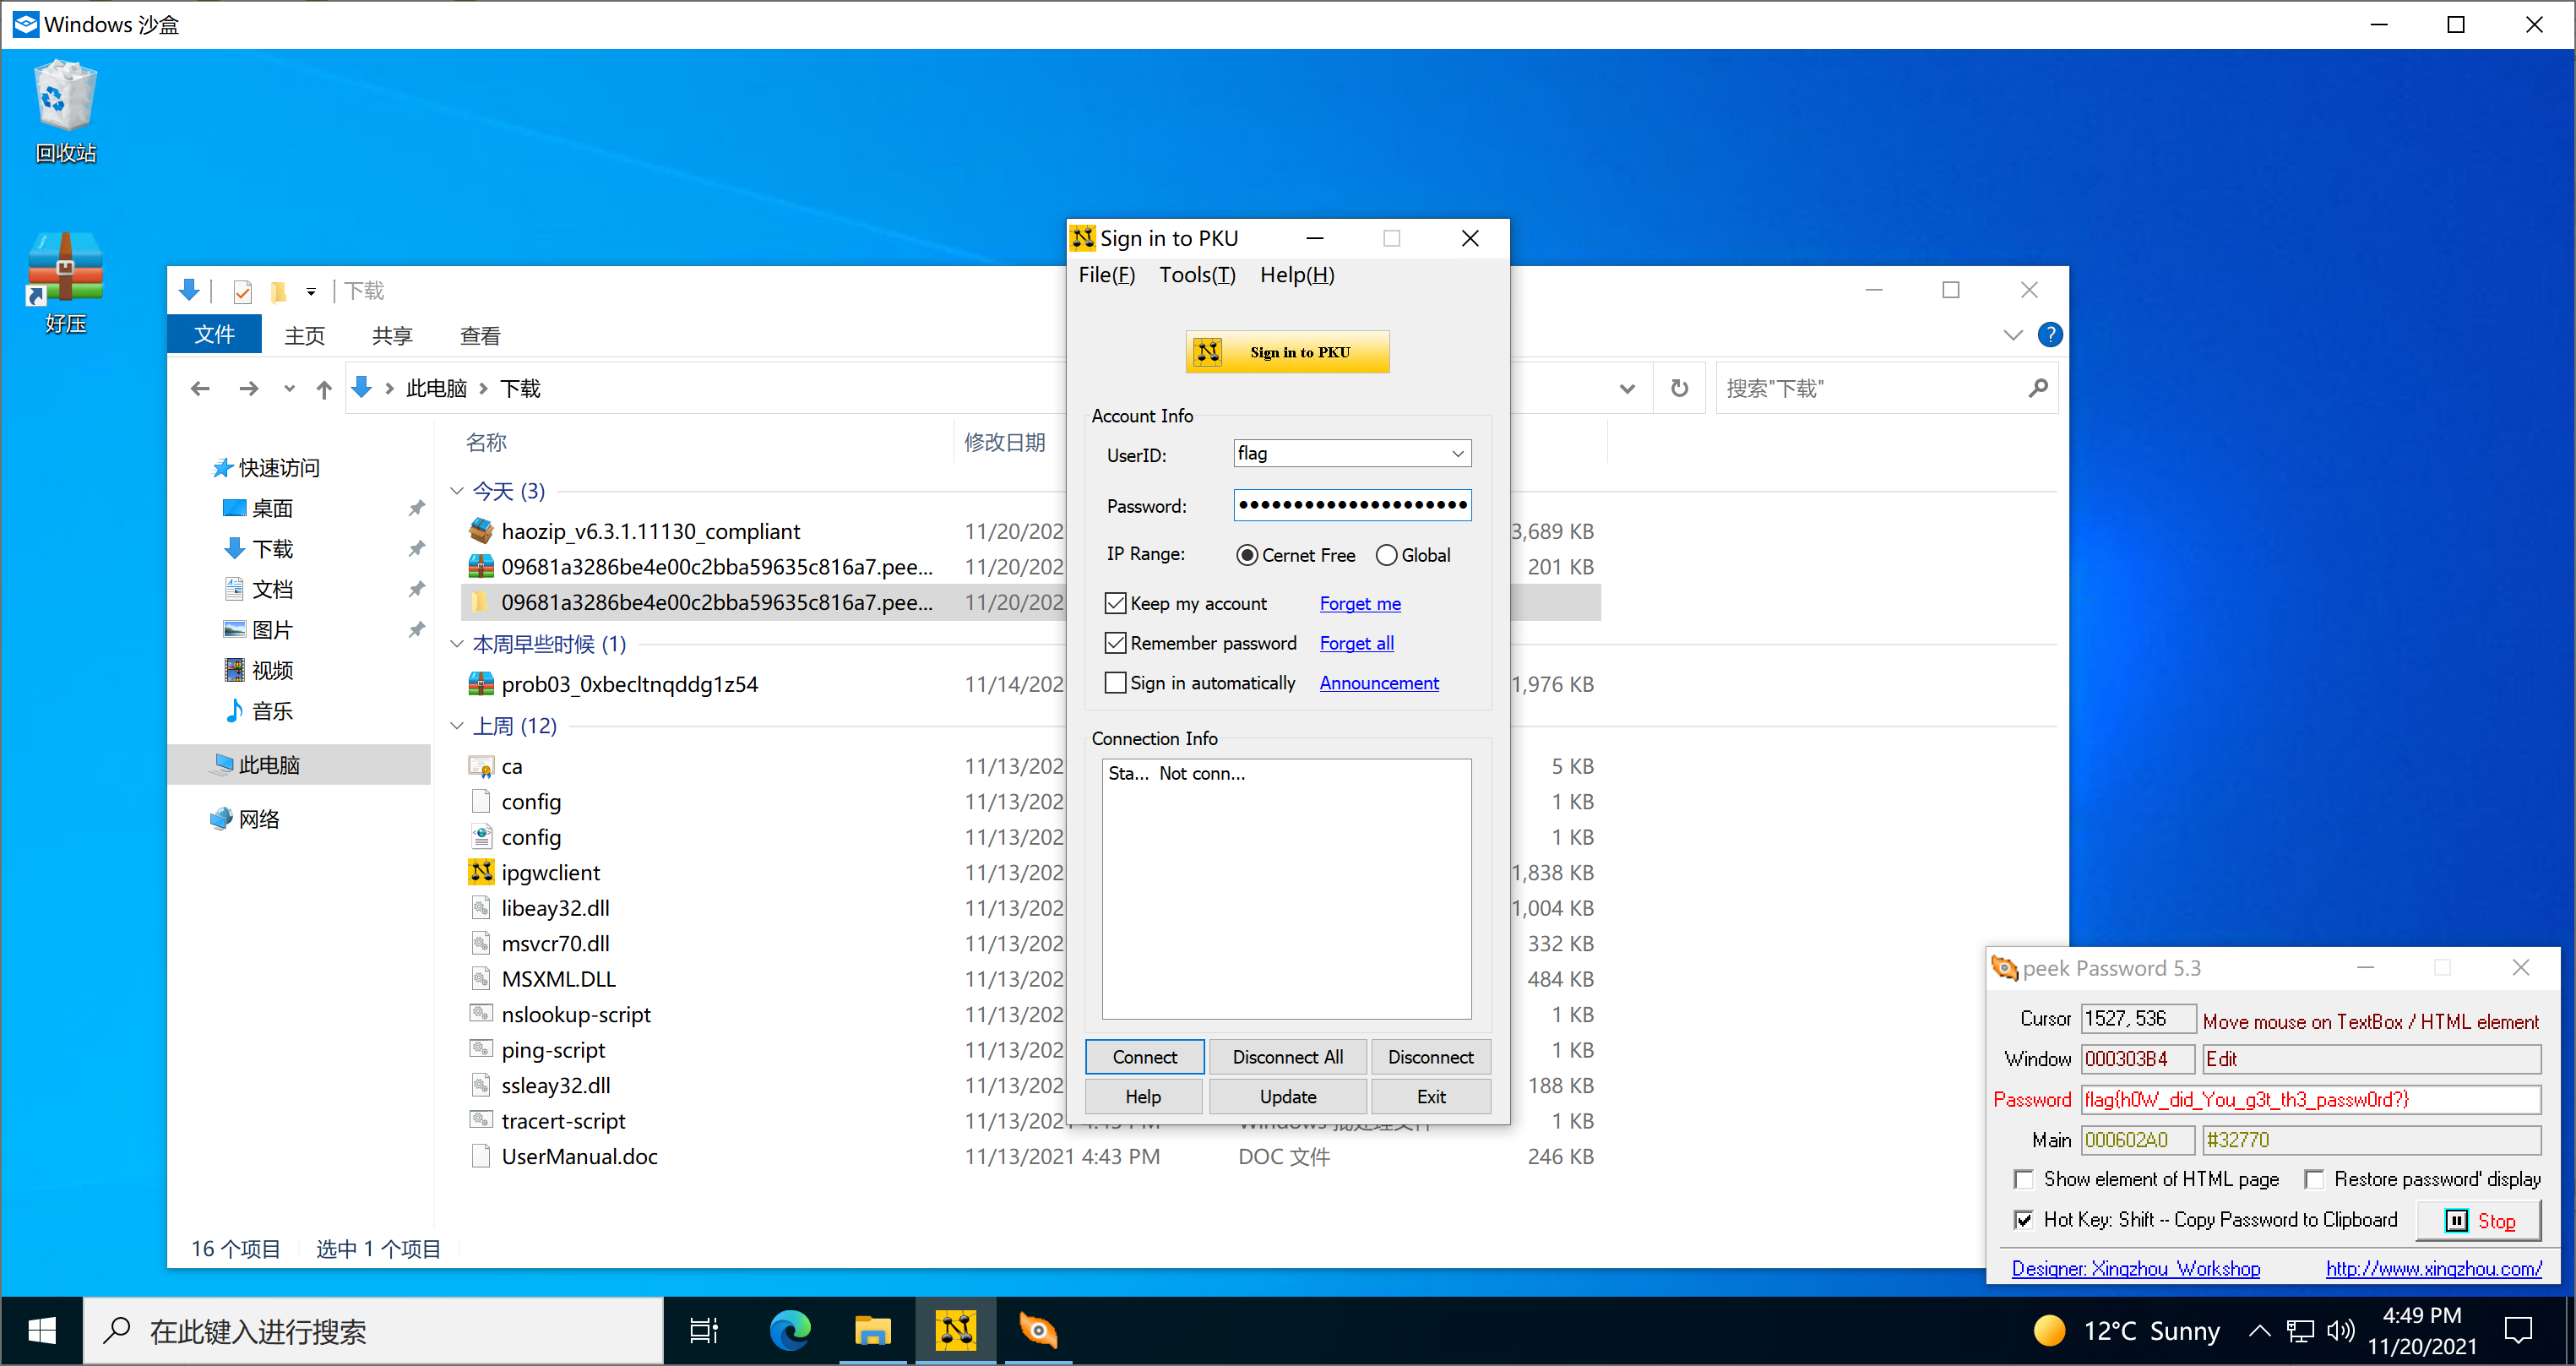 Windows 沙盒
回收站
好压
下载
文件 主页 共享 查看
此电脑 下载
搜索"下载"
快速访问
桌面
下载
文档
图片
视频
音乐
此电脑
网络
名称 修改日期
今天 (3)
haozip_v6.3.1.11130_compliant 11/20/202 3,689 KB
09681a3286be4e00c2bba59635c816a7.pee... 11/20/202 201 KB
09681a3286be4e00c2bba59635c816a7.pee... 11/20/202
本周早些时候 (1)
prob03_0xbecltnqddg1z54 11/14/202 1,976 KB
上周 (12)
ca 11/13/202 5 KB
config 11/13/202 1 KB
config 11/13/202 1 KB
ipgwclient 11/13/202 1,838 KB
libeay32.dll 11/13/202 1,004 KB
msvcr70.dll 11/13/202 332 KB
MSXML.DLL 11/13/202 484 KB
nslookup-script 11/13/202 1 KB
ping-script 11/13/202 1 KB
ssleay32.dll 11/13/202 188 KB
tracert-script 11/13/2021 4:43 PM Windows 批处理文件 1 KB
UserManual.doc 11/13/2021 4:43 PM DOC 文件 246 KB
16 个项目 选中 1 个项目
Sign in to PKU
File(F) Tools(T) Help(H)
Sign in to PKU
Account Info
UserID: flag
Password: ●●●●●●●●●●●●●●●●●●●●●
IP Range: Cernet Free Global
Keep my account Forget me
Remember password Forget all
Sign in automatically Announcement
Connection Info
Sta... Not conn...
Connect Disconnect All Disconnect
Help Update Exit
peek Password 5.3
Cursor 1527, 536 Move mouse on TextBox / HTML element
Window 000303B4 Edit
Password flag{h0W_did_You_g3t_th3_passw0rd?}
Main 000602A0 #32770
Show element of HTML page Restore password' display
Hot Key: Shift -- Copy Password to Clipboard Stop
Designer: Xingzhou Workshop http://www.xingzhou.com/
在此键入进行搜索
12°C Sunny
4:49 PM
11/20/2021